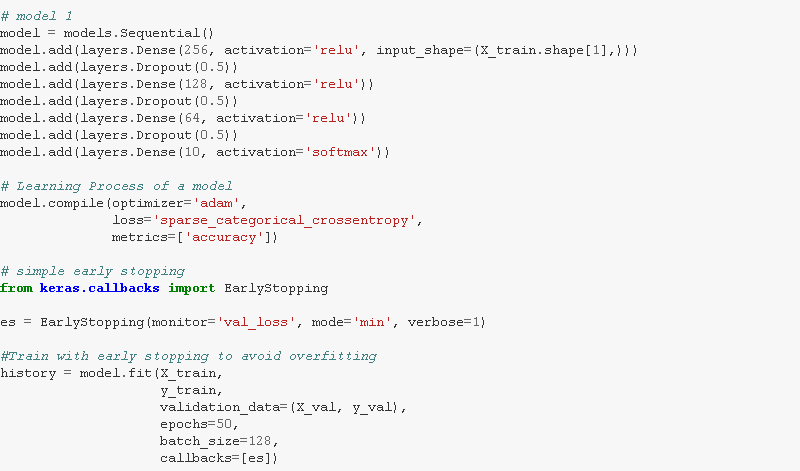 # model 1
model = models.Sequential()
model.add(layers.Dense(256, activation='relu', input_shape=(X_train.shape[1],)))
model.add(layers.Dropout(0.5))
model.add(layers.Dense(128, activation='relu'))
model.add(layers.Dropout(0.5))
model.add(layers.Dense(64, activation='relu'))
model.add(layers.Dropout(0.5))
model.add(layers.Dense(10, activation='softmax'))

# Learning Process of a model
model.compile(optimizer='adam',
              loss='sparse_categorical_crossentropy',
              metrics=['accuracy'])

# simple early stopping
from keras.callbacks import EarlyStopping

es = EarlyStopping(monitor='val_loss', mode='min', verbose=1)

#Train with early stopping to avoid overfitting
history = model.fit(X_train,
                    y_train,
                    validation_data=(X_val, y_val),
                    epochs=50,
                    batch_size=128,
                    callbacks=[es])